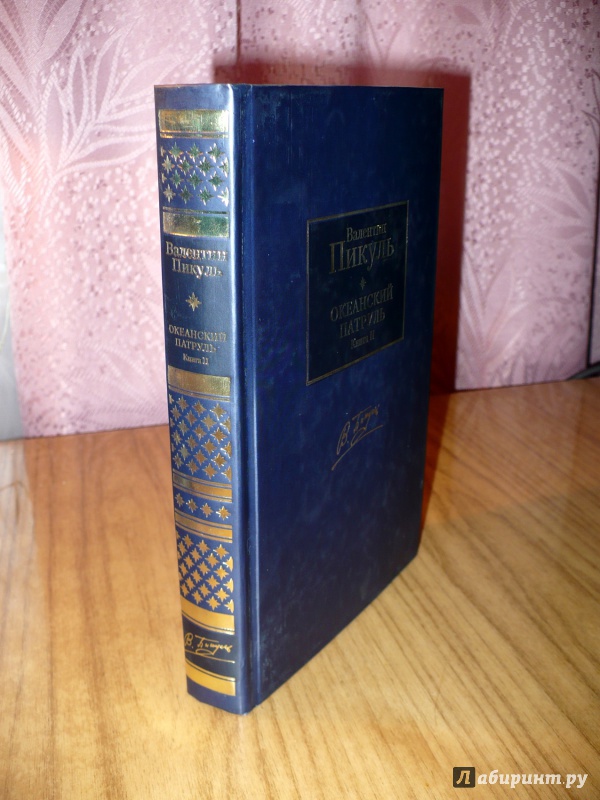 Валентин
Пикуль
ОКЕАНСКИЙ
ПАТРУЛЬ
Книга II
Валентин
Пикуль
ОКЕАНСКИЙ
ПАТРУЛЬ
Книга II
Лабиринт.ру